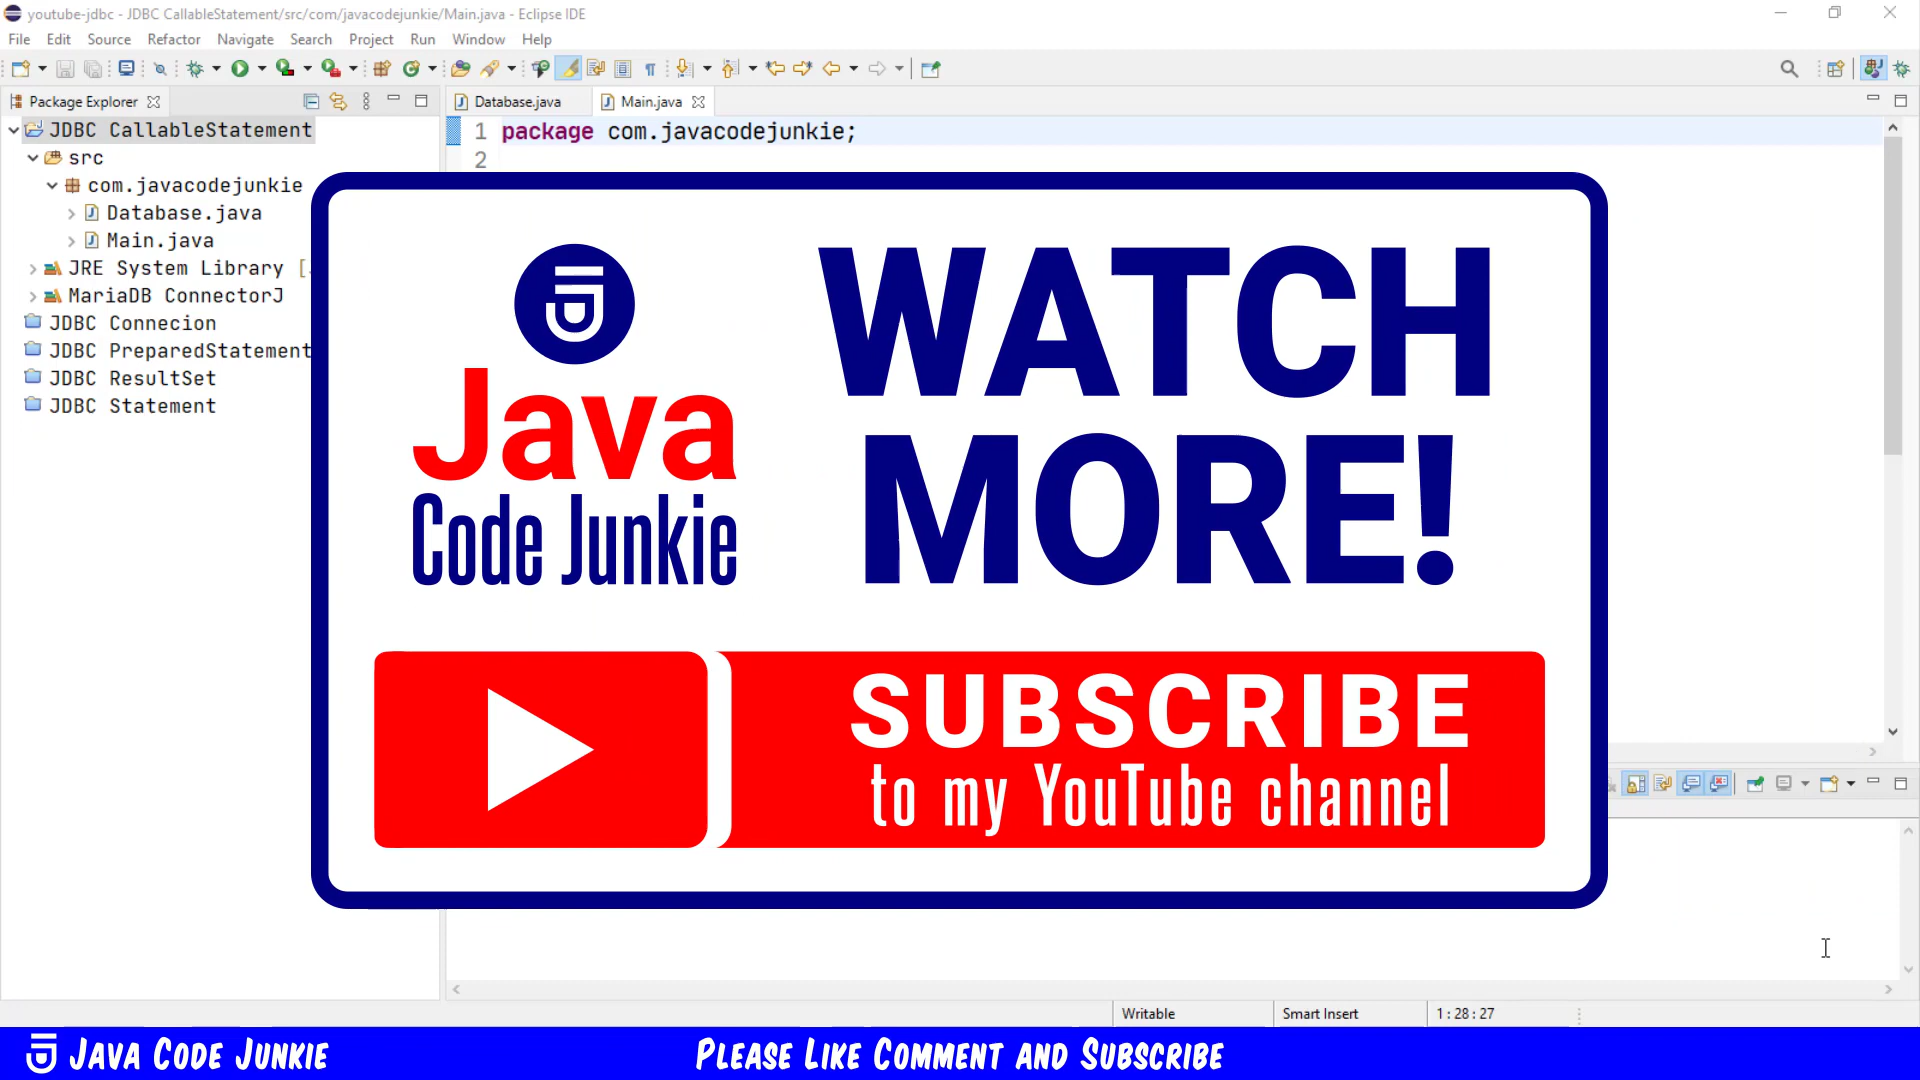 youtube-jdbc - JDBC CallableStatement/src/com/javacodejunkie/Main.java - Eclipse IDE
File Edit Source Refactor Navigate Search Project Run Window Help
Package Explorer
Database.java
Main.java
JDBC CallableStatement
src
com.javacodejunkie
Database.java
Main.java
JRE System Library [
MariaDB ConnectorJ
JDBC Connecion
JDBC PreparedStatement
JDBC ResultSet
JDBC Statement
1 package com.javacodejunkie;
2
Java
Code Junkie
WATCH
MORE!
SUBSCRIBE
to my YouTube channel
Writable
Smart Insert
1 : 28 : 27
JAVA CODE JUNKIE
PLEASE LIKE COMMENT AND SUBSCRIBE